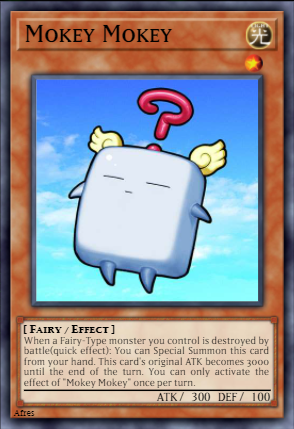 Mokey Mokey
LIGHT
光
[ Fairy / Effect ]
When a Fairy-Type monster you control is destroyed by
battle(quick effect): You can Special Summon this card
from your hand. This card's original ATK becomes 3000
until the end of the turn. You can only activate the
effect of "Mokey Mokey" once per turn.
ATK / 300 DEF / 100
Afres